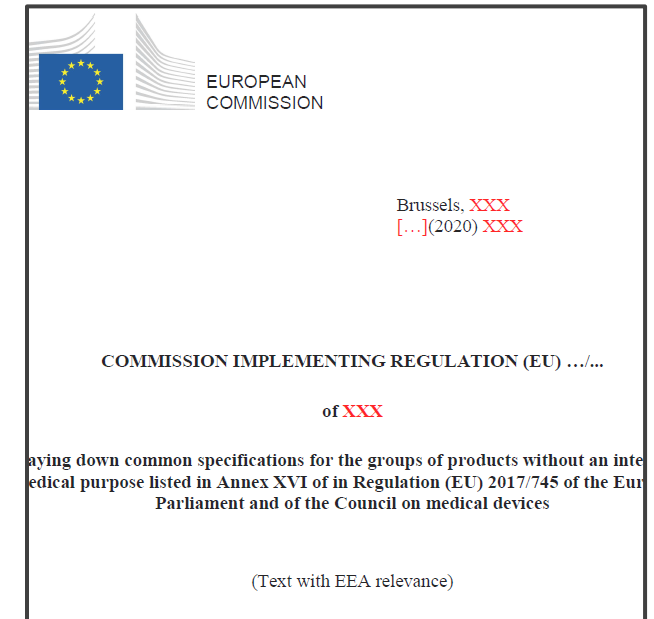 EUROPEAN
COMMISSION
Brussels, XXX
[…](2020) XXX
COMMISSION IMPLEMENTING REGULATION (EU) …/...
of XXX
aying down common specifications for the groups of products without an inte
edical purpose listed in Annex XVI of in Regulation (EU) 2017/745 of the Eur
Parliament and of the Council on medical devices
(Text with EEA relevance)